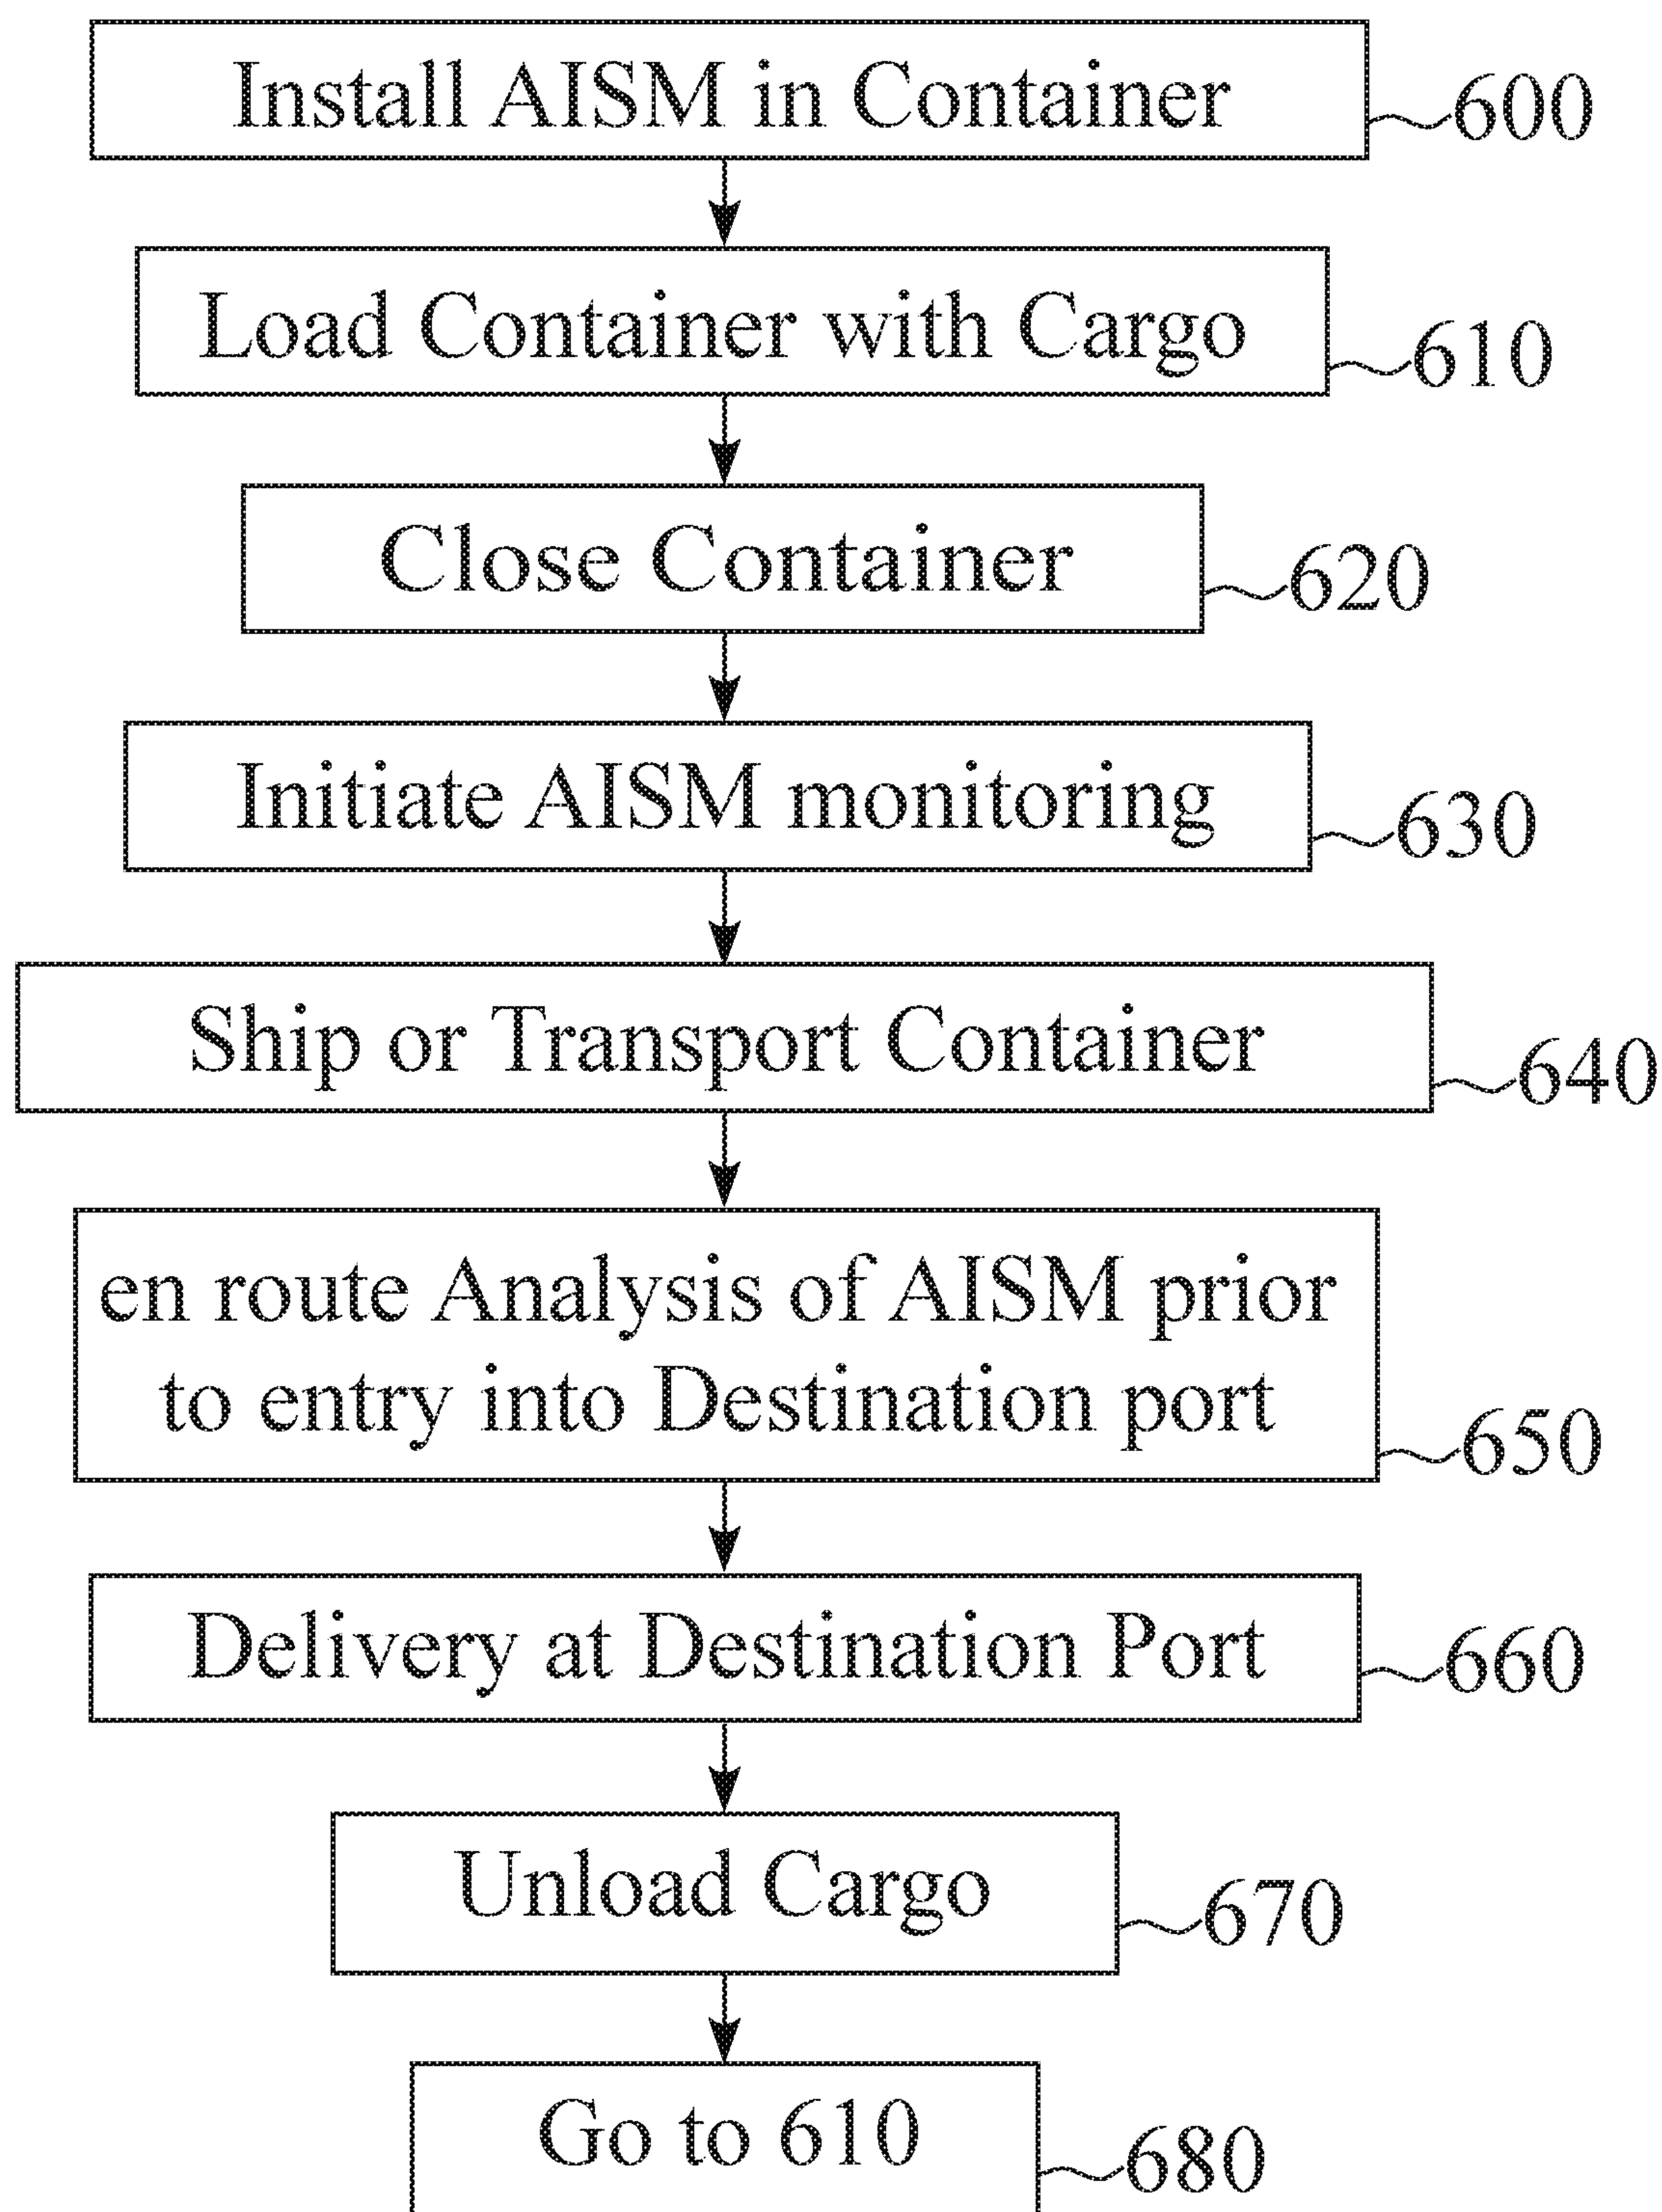 Install AISM in Container
600
Load Container with Cargo
610
Close Container
620
Initiate AISM monitoring
630
Ship or Transport Container
640
en route Analysis of AISM prior
to entry into Destination port
650
Delivery at Destination Port
660
Unload Cargo
670
Go to 610
680